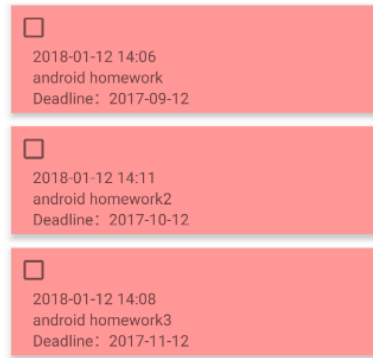 2018-01-12 14:06
android homework
Deadline：2017-09-12
2018-01-12 14:11
android homework2
Deadline：2017-10-12
2018-01-12 14:08
android homework3
Deadline：2017-11-12